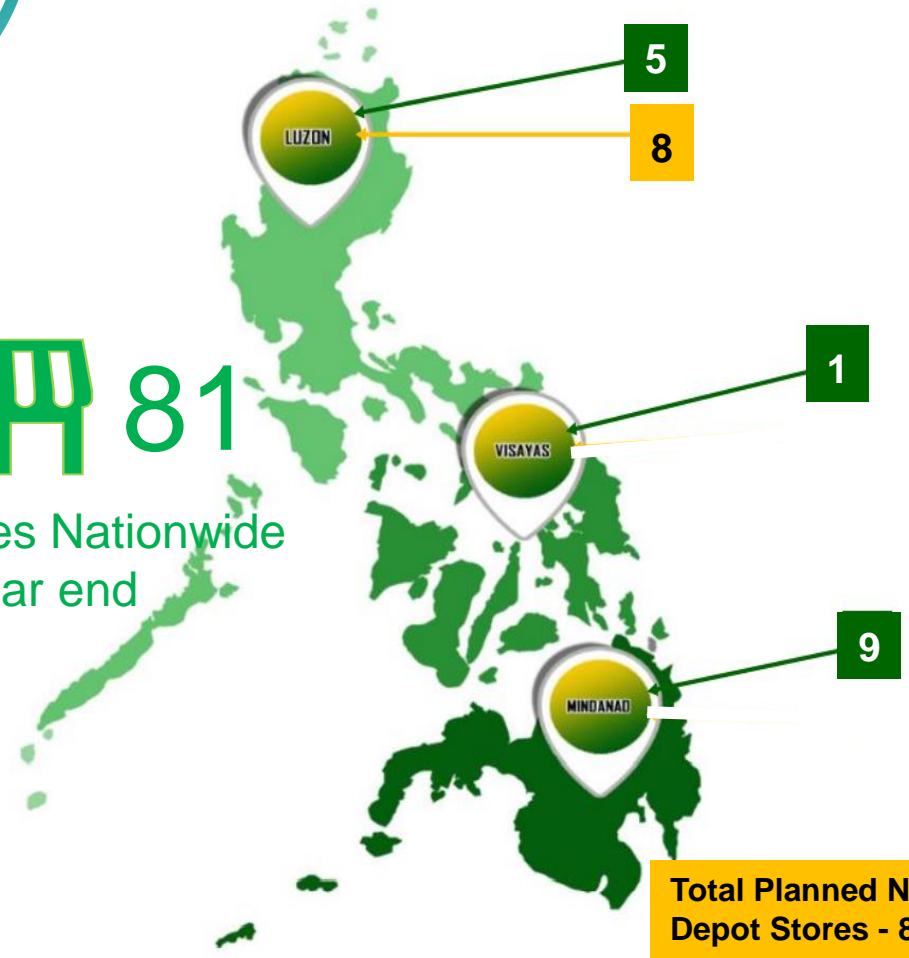 5
LUZON
8
81
1
VISAYAS
es Nationwide
ar end
9
MINDANAO
Total Planned N
Depot Stores - 8